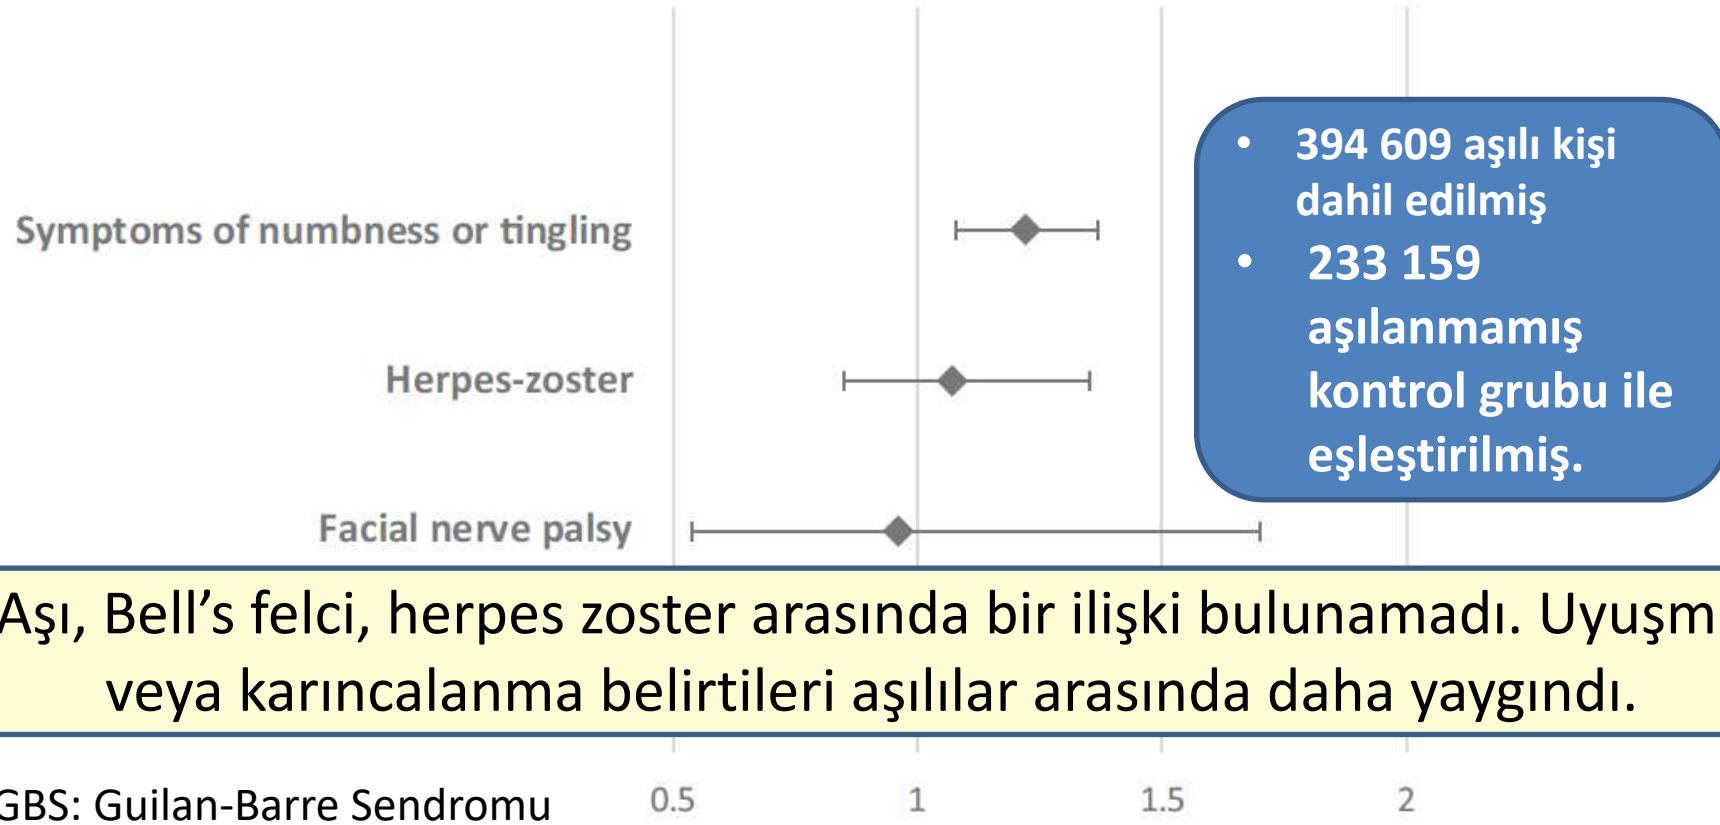 Symptoms of numbness or tingling
Herpes-zoster
Facial nerve palsy
• 394 609 aşılı kişi
dahil edilmiş
• 233 159
aşılanmamış
kontrol grubu ile
eşleştirilmiş.
Aşı, Bell’s felci, herpes zoster arasında bir ilişki bulunamadı. Uyuşm
veya karıncalanma belirtileri aşılılar arasında daha yaygındı.
GBS: Guilan-Barre Sendromu
0.5 1 1.5 2